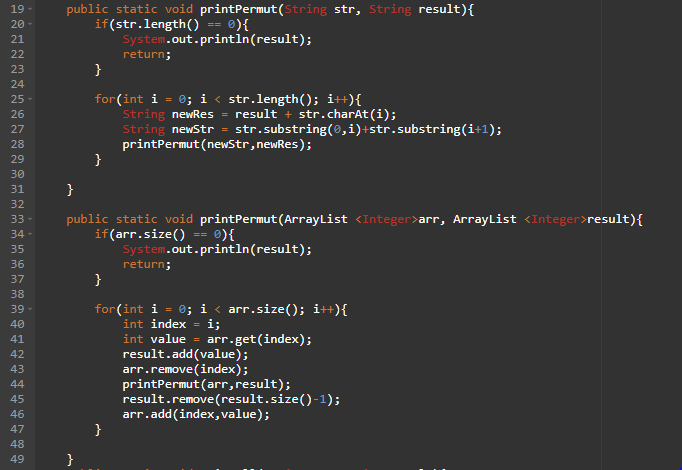 19 public static void printPermut(String str, String result){
20 if(str.length() == 0){
21 System.out.println(result);
22 return;
23 }
24
25 for(int i = 0; i < str.length(); i++){
26 String newRes = result + str.charAt(i);
27 String newStr = str.substring(0,i)+str.substring(i+1);
28 printPermut(newStr,newRes);
29 }
30
31 }
32
33 public static void printPermut(ArrayList <Integer>arr, ArrayList <Integer>result){
34 if(arr.size() == 0){
35 System.out.println(result);
36 return;
37 }
38
39 for(int i = 0; i < arr.size(); i++){
40 int index = i;
41 int value = arr.get(index);
42 result.add(value);
43 arr.remove(index);
44 printPermut(arr,result);
45 result.remove(result.size()-1);
46 arr.add(index,value);
47 }
48
49 }